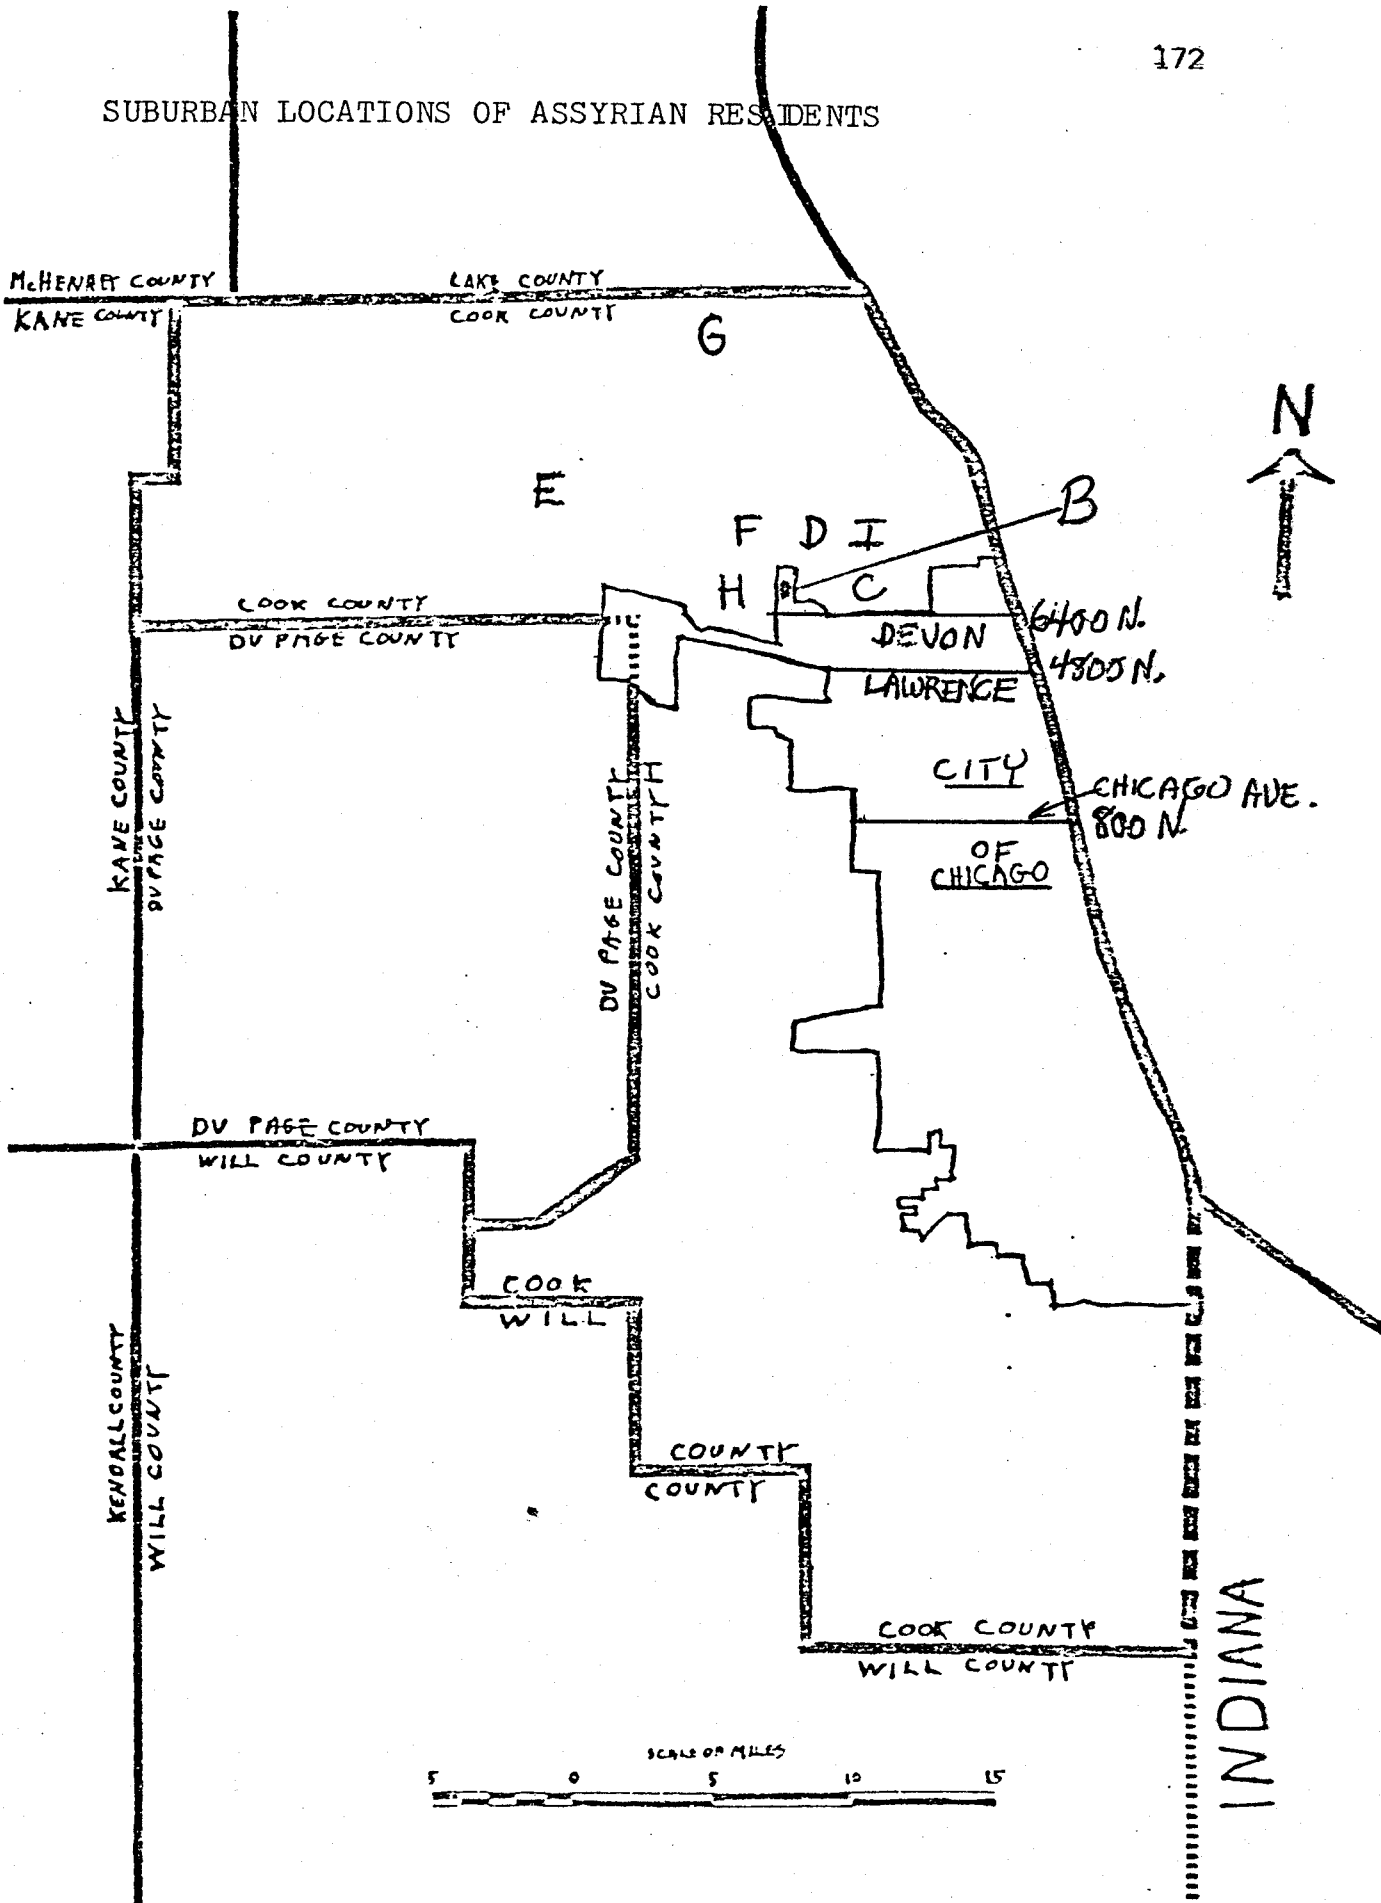 172
SUBURBAN LOCATIONS OF ASSYRIAN RESIDENTS
McHENRY COUNTY
KANE COUNTY
LAKE COUNTY
COOK COUNTY
G
N
E
B
F D I
H
C
COOK COUNTY
DU PAGE COUNTY
DEVON
6400 N.
LAWRENCE
4800 N.
KANE COUNTY
DU PAGE COUNTY
DU PAGE COUNTY
COOK COUNTY
CITY
CHICAGO AVE.
800 N.
OF
CHICAGO
DU PAGE COUNTY
WILL COUNTY
COOK
WILL
KENDALL COUNTY
WILL COUNTY
COUNTY
COUNTY
COOK COUNTY
WILL COUNTY
INDIANA
SCALE OF MILES
5 0 5 10 15